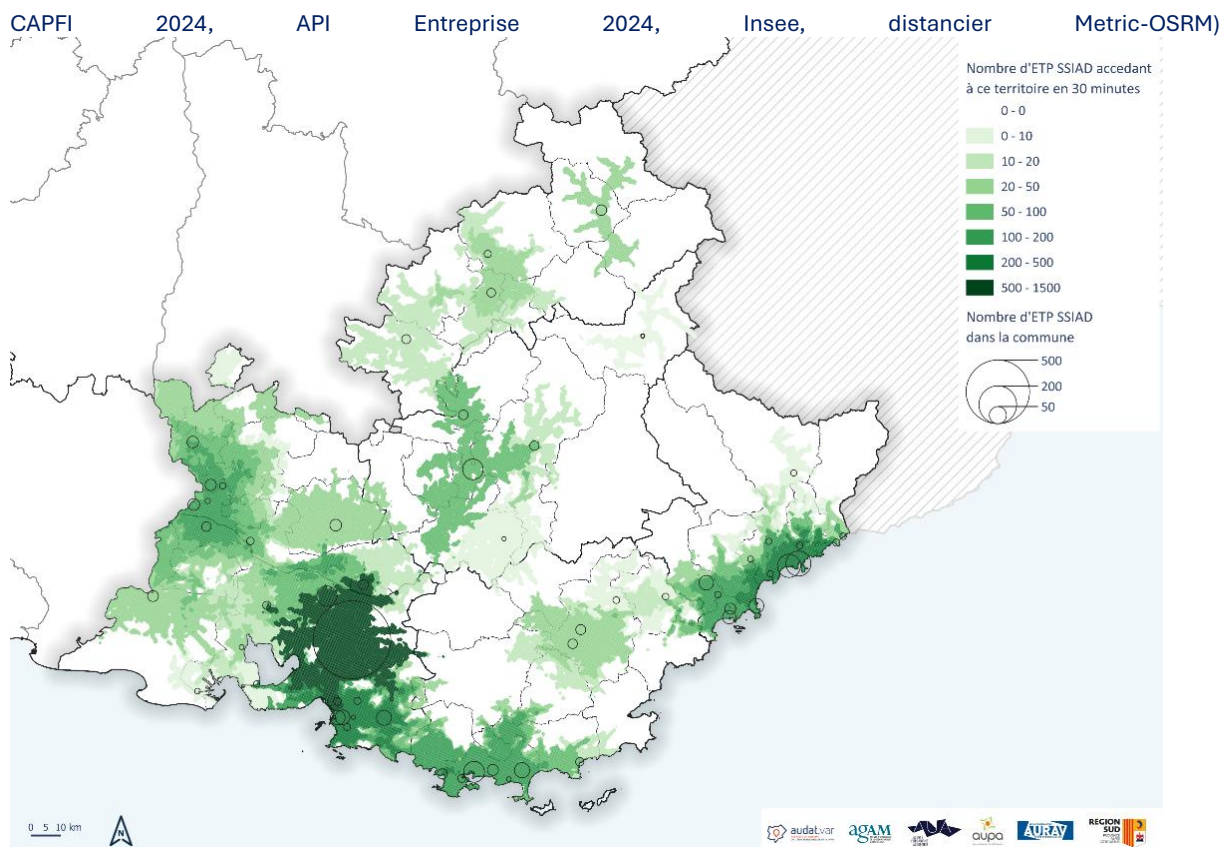 CAPFI 2024, API Entreprise 2024, Insee, distancier Metric-OSRM)
Nombre d'ETP SSIAD accedant
à ce territoire en 30 minutes
0 - 0
0 - 10
10 - 20
20 - 50
50 - 100
100 - 200
200 - 500
500 - 1500
Nombre d'ETP SSIAD
dans la commune
500
200
50
0 5 10 km
N
audat.var
agam
aupa
AURAV
REGION
SUD